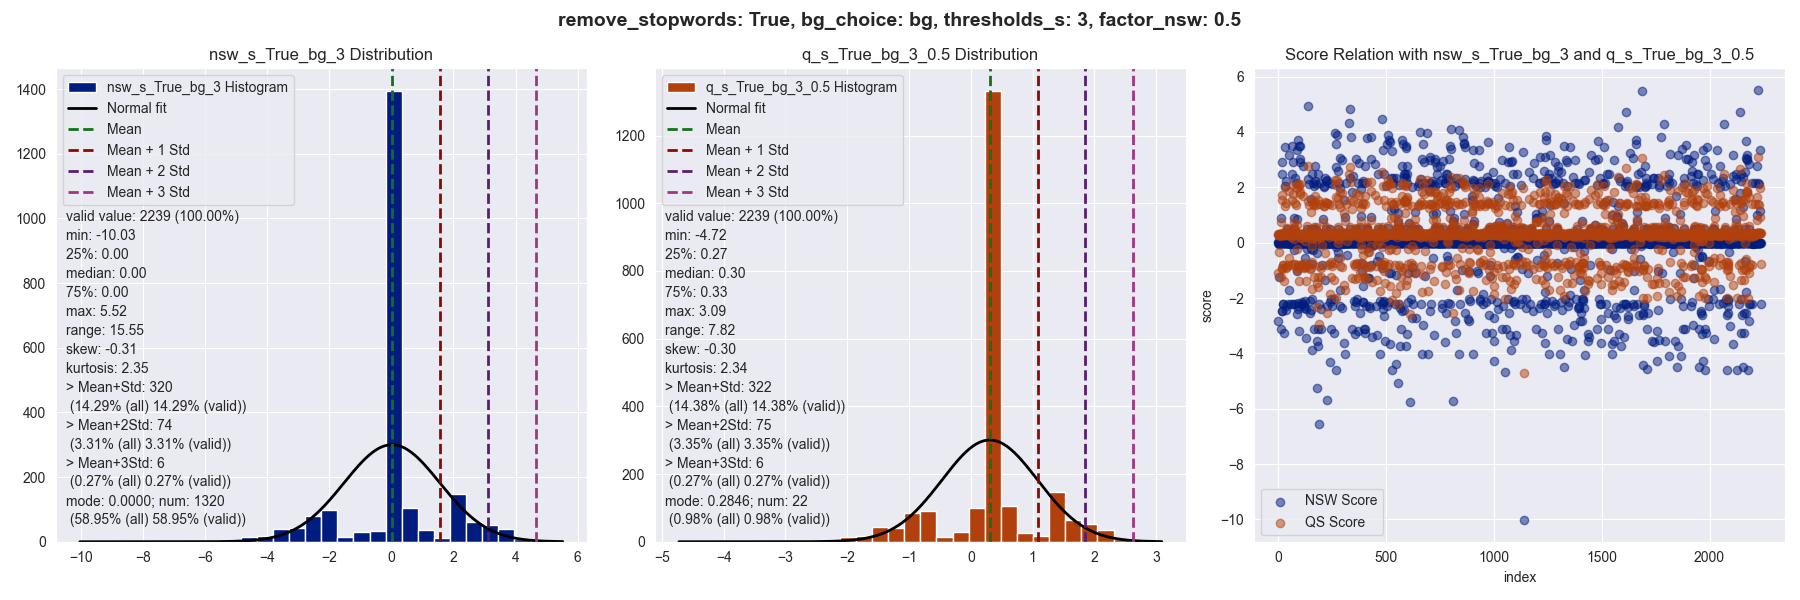 remove_stopwords: True, bg_choice: bg, thresholds_s: 3, factor_nsw: 0.5
nsw_s_True_bg_3 Distribution
nsw_s_True_bg_3 Histogram
Normal fit
Mean
Mean + 1 Std
Mean + 2 Std
Mean + 3 Std
valid value: 2239 (100.00%)
min: -10.03
25%: 0.00
median: 0.00
75%: 0.00
max: 5.52
range: 15.55
skew: -0.31
kurtosis: 2.35
> Mean+Std: 320
(14.29% (all) 14.29% (valid))
> Mean+2Std: 74
(3.31% (all) 3.31% (valid))
> Mean+3Std: 6
(0.27% (all) 0.27% (valid))
mode: 0.0000; num: 1320
(58.95% (all) 58.95% (valid))
1400
1200
1000
800
600
400
200
0
−10 −8 −6 −4 −2 0 2 4 6
q_s_True_bg_3_0.5 Distribution
q_s_True_bg_3_0.5 Histogram
Normal fit
Mean
Mean + 1 Std
Mean + 2 Std
Mean + 3 Std
valid value: 2239 (100.00%)
min: -4.72
25%: 0.27
median: 0.30
75%: 0.33
max: 3.09
range: 7.82
skew: -0.30
kurtosis: 2.34
> Mean+Std: 322
(14.38% (all) 14.38% (valid))
> Mean+2Std: 75
(3.35% (all) 3.35% (valid))
> Mean+3Std: 6
(0.27% (all) 0.27% (valid))
mode: 0.2846; num: 22
(0.98% (all) 0.98% (valid))
1200
1000
800
600
400
200
0
−5 −4 −3 −2 −1 0 1 2 3
Score Relation with nsw_s_True_bg_3 and q_s_True_bg_3_0.5
6
4
2
0
−2
−4
−6
−8
−10
score
NSW Score
QS Score
0 500 1000 1500 2000
index